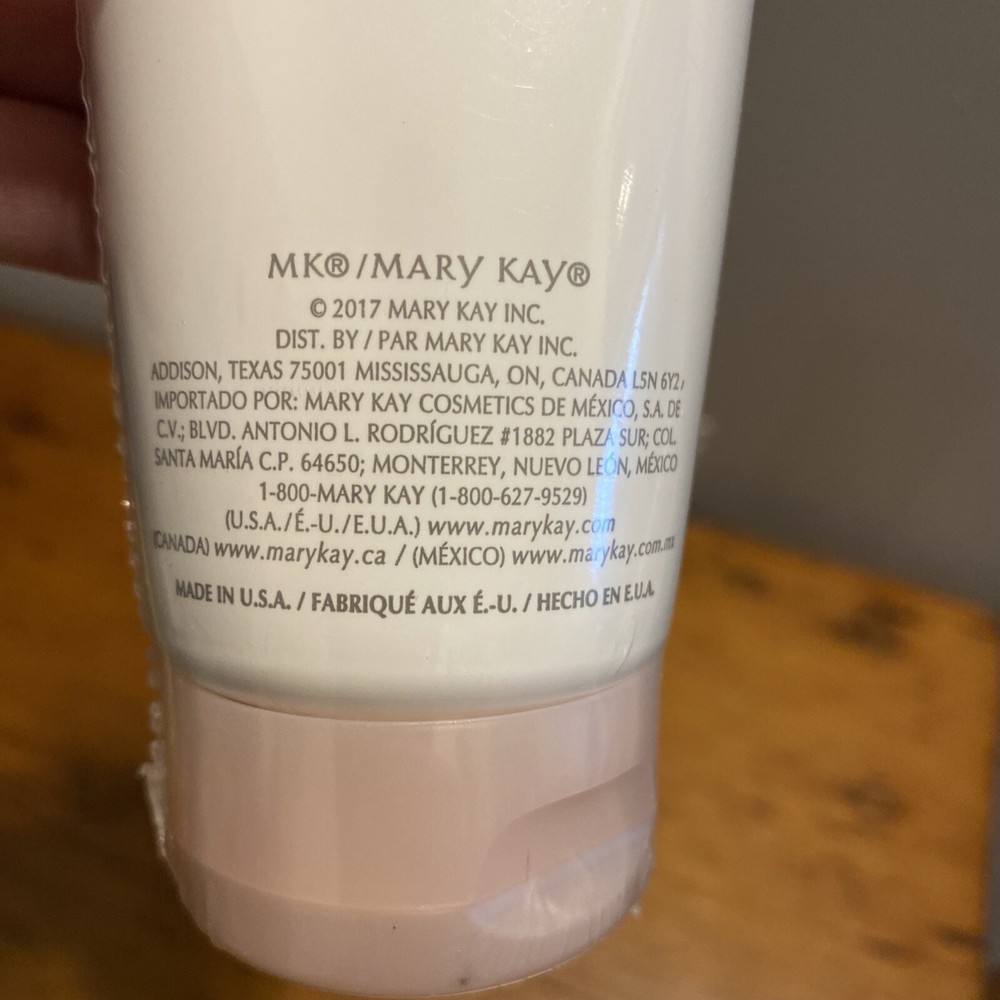 MK®/MARY KAY®
© 2017 MARY KAY INC.
DIST. BY / PAR MARY KAY INC.
ADDISON, TEXAS 75001 MISSISSAUGA, ON, CANADA L5N 6Y2,
IMPORTADO POR: MARY KAY COSMETICS DE MÉXICO, S.A. DE
C.V.; BLVD. ANTONIO L. RODRÍGUEZ #1882 PLAZA SUR; COL.
SANTA MARÍA C.P. 64650; MONTERREY, NUEVO LEÓN, MÉXICO
1-800-MARY KAY (1-800-627-9529)
(U.S.A./É.-U./E.U.A.) www.marykay.com
(CANADA) www.marykay.ca / (MÉXICO) www.marykay.com.mx
MADE IN U.S.A. / FABRIQUÉ AUX É.-U. / HECHO EN E.U.A.